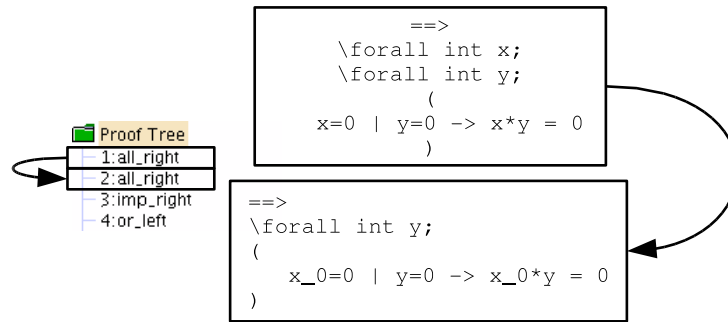 ==>
\forall int x;
\forall int y;
(
x=0 | y=0 -> x*y = 0
)
Proof Tree
1:all_right
2:all_right
3:imp_right
4:or_left
==>
\forall int y;
(
x_0=0 | y=0 -> x_0*y = 0
)